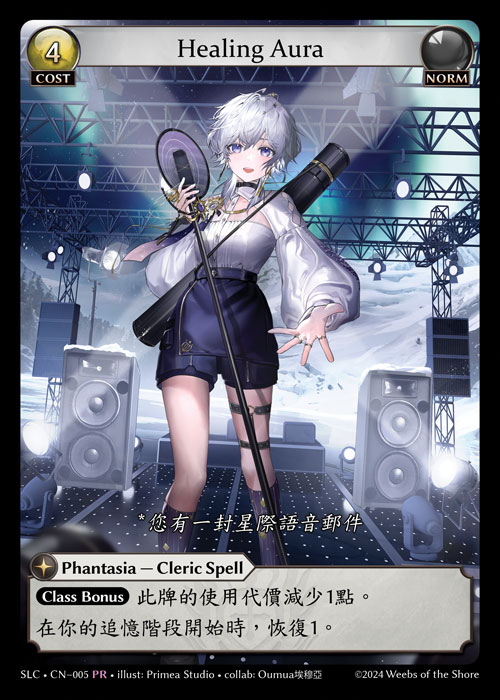 4
COST
Healing Aura
NORM
*您有一封星際語音郵件
Phantasia — Cleric Spell
Class Bonus 此牌的使用代價減少1點。
在你的追憶階段開始時，恢復1。
SLC • CN–005 PR • illust: Primea Studio • collab: Oumua埃穆亞
©2024 Weebs of the Shore